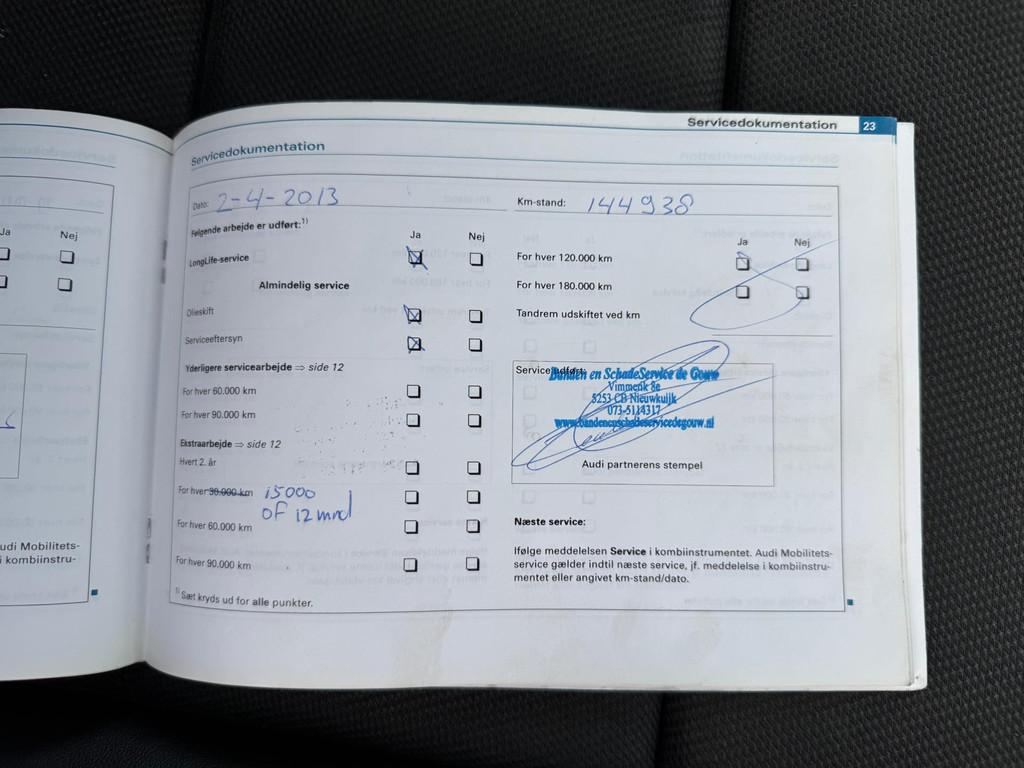 Servicedokumentation 23
Servicedokumentation
Dato: 2-4-2013
Følgende arbejde er udført:1)
Ja Nej
LongLife-service
Almindelig service
Olieskift
Serviceeftersyn
Yderligere servicearbejde ⇒ side 12
For hver 60.000 km
For hver 90.000 km
Ekstraarbejde ⇒ side 12
Hvert 2. år
For hver 30.000 km 15000
OF 12 mnd
For hver 60.000 km
For hver 90.000 km
1) Sæt kryds ud for alle punkter.
Km-stand: 144938
Ja Nej
For hver 120.000 km
For hver 180.000 km
Tandrem udskiftet ved km
Service udført:
Banden en SchadeService de Gouw
Vimmerik 8e
5253 CB Nieuwkuijk
073-5114317
www.bandenenschadeservicedegouw.nl
Audi partnerens stempel
Næste service:
Ifølge meddelelsen Service i kombiinstrumentet. Audi Mobilitets-
service gælder indtil næste service, jf. meddelelse i kombiinstru-
mentet eller angivet km-stand/dato.
Ja Nej
udi Mobilitets-
i kombiinstru-